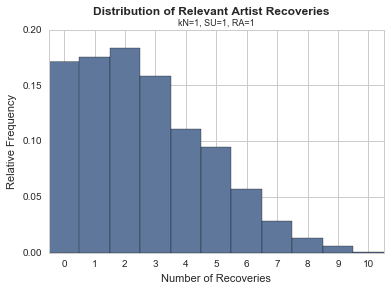 Distribution of Relevant Artist Recoveries
kN=1, SU=1, RA=1
0.20
0.15
0.10
0.05
0.00
Relative Frequency
0 1 2 3 4 5 6 7 8 9 10
Number of Recoveries